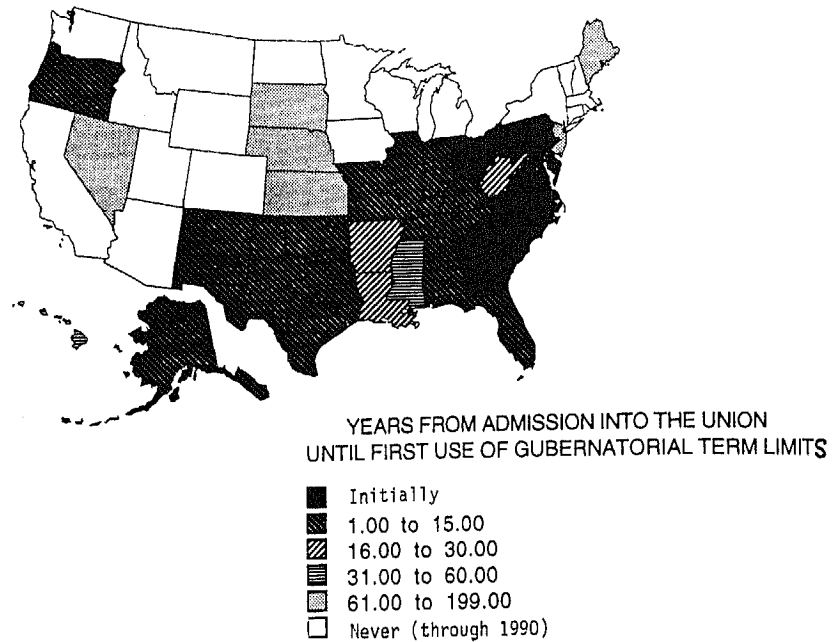 YEARS FROM ADMISSION INTO THE UNION
UNTIL FIRST USE OF GUBERNATORIAL TERM LIMITS
Initially
1.00 to 15.00
16.00 to 30.00
31.00 to 60.00
61.00 to 199.00
Never (through 1990)